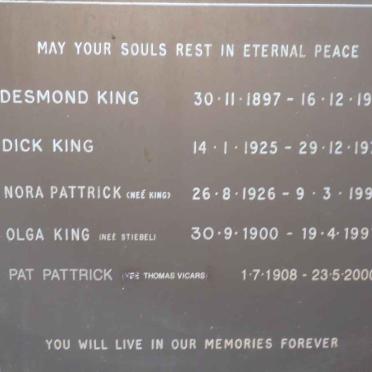 MAY YOUR SOULS REST IN ETERNAL PEACE
DESMOND KING 30·11·1897 - 16·12·19
DICK KING 14·1·1925 - 29·12·19
NORA PATTRICK (NEÉ KING) 26·8·1926 - 9·3·199
OLGA KING (NEÉ STIEBEL) 30·9·1900 - 19·4·199
PAT PATTRICK (NEÉ THOMAS VICARS) 1·7·1908 - 23·5·2000
YOU WILL LIVE IN OUR MEMORIES FOREVER